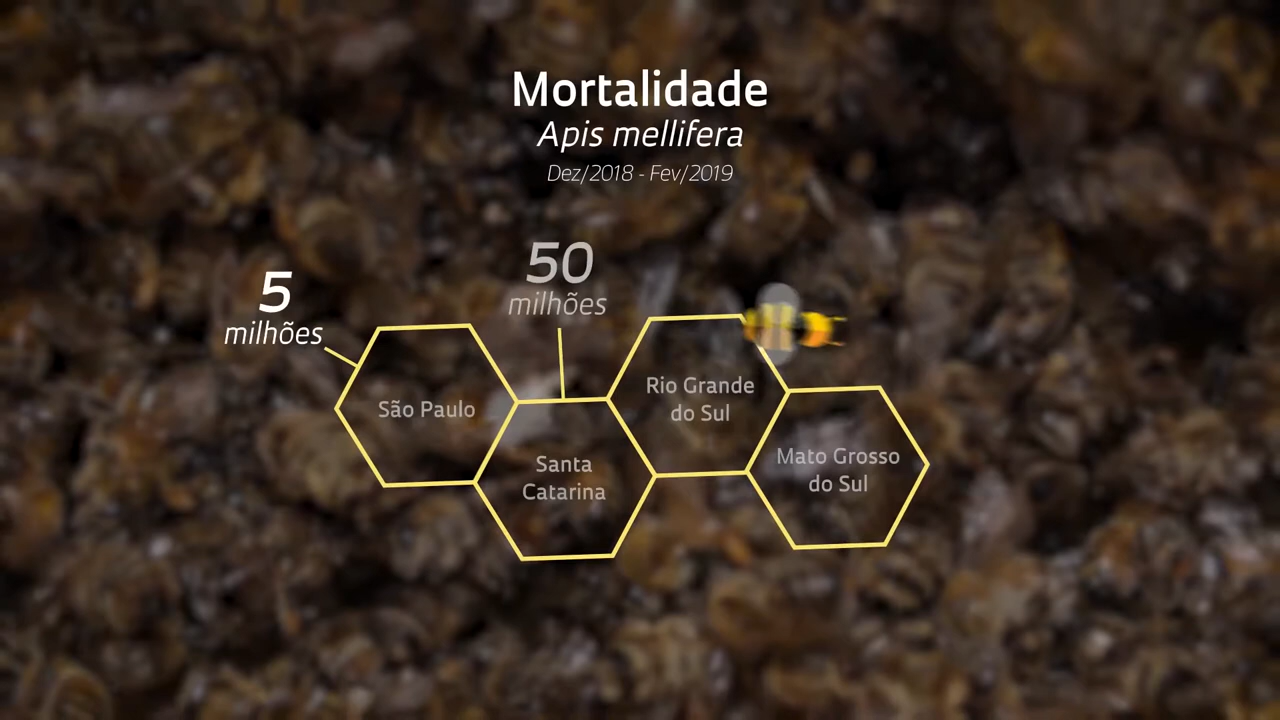 Mortalidade
Apis mellifera
Dez/2018 - Fev/2019
5
milhões
50
milhões
São Paulo
Santa
Catarina
Rio Grande
do Sul
Mato Grosso
do Sul